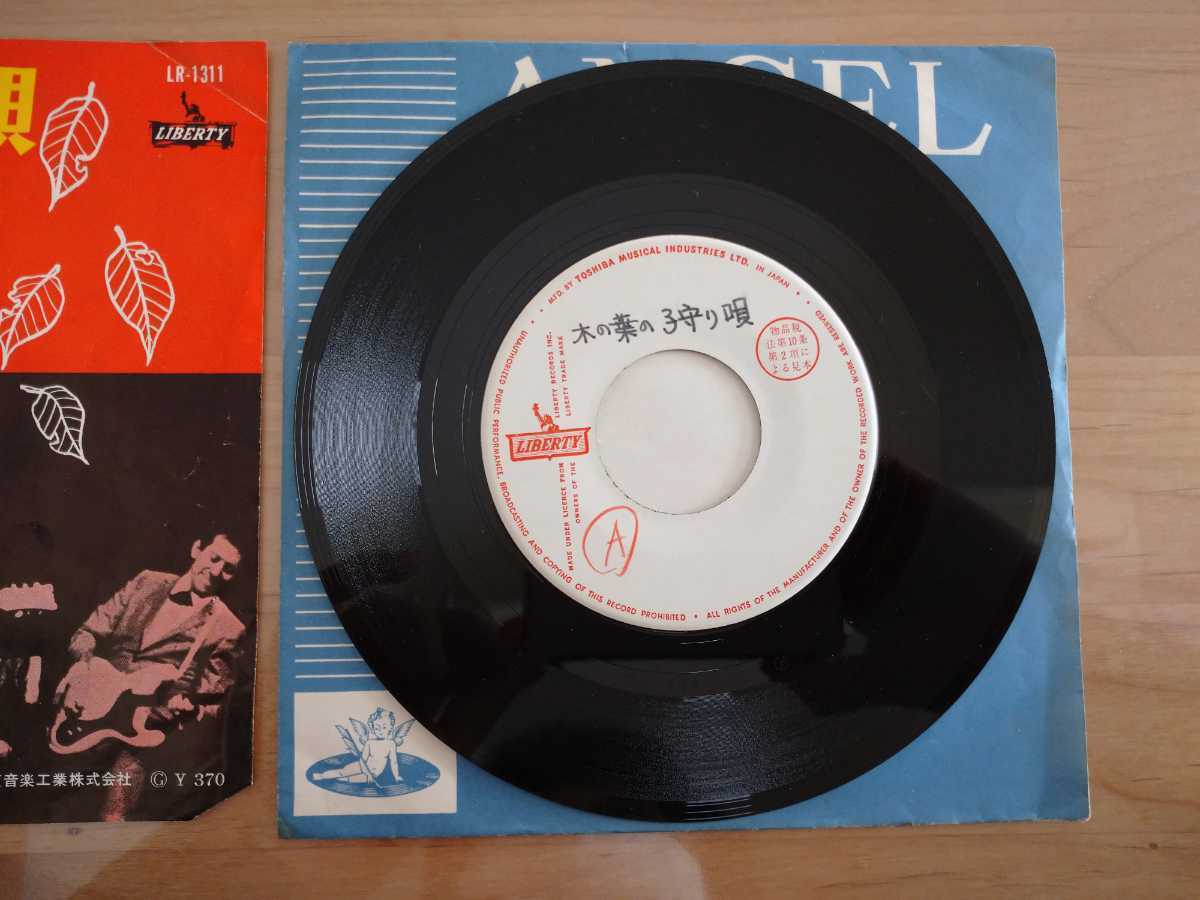 唄
LR-1311
LIBERTY
音楽工業株式会社 Ⓖ Y 370
ANGEL
MFD. BY TOSHIBA MUSICAL INDUSTRIES LTD. IN JAPAN
木の葉の子守り唄
物品税
法第10条
第2項に
よる見本
LIBERTY RECORDS INC.
LIBERTY TRADE MARK
LIBERTY
MADE UNDER LICENCE FROM
OWNERS OF THE
A
UNAUTHORIZED PUBLIC PERFORMANCE, BROADCASTING AND COPYING OF THIS RECORD PROHIBITED • ALL RIGHTS OF THE MANUFACTURER AND OF THE OWNER OF THE RECORDED WORK ARE RESERVED